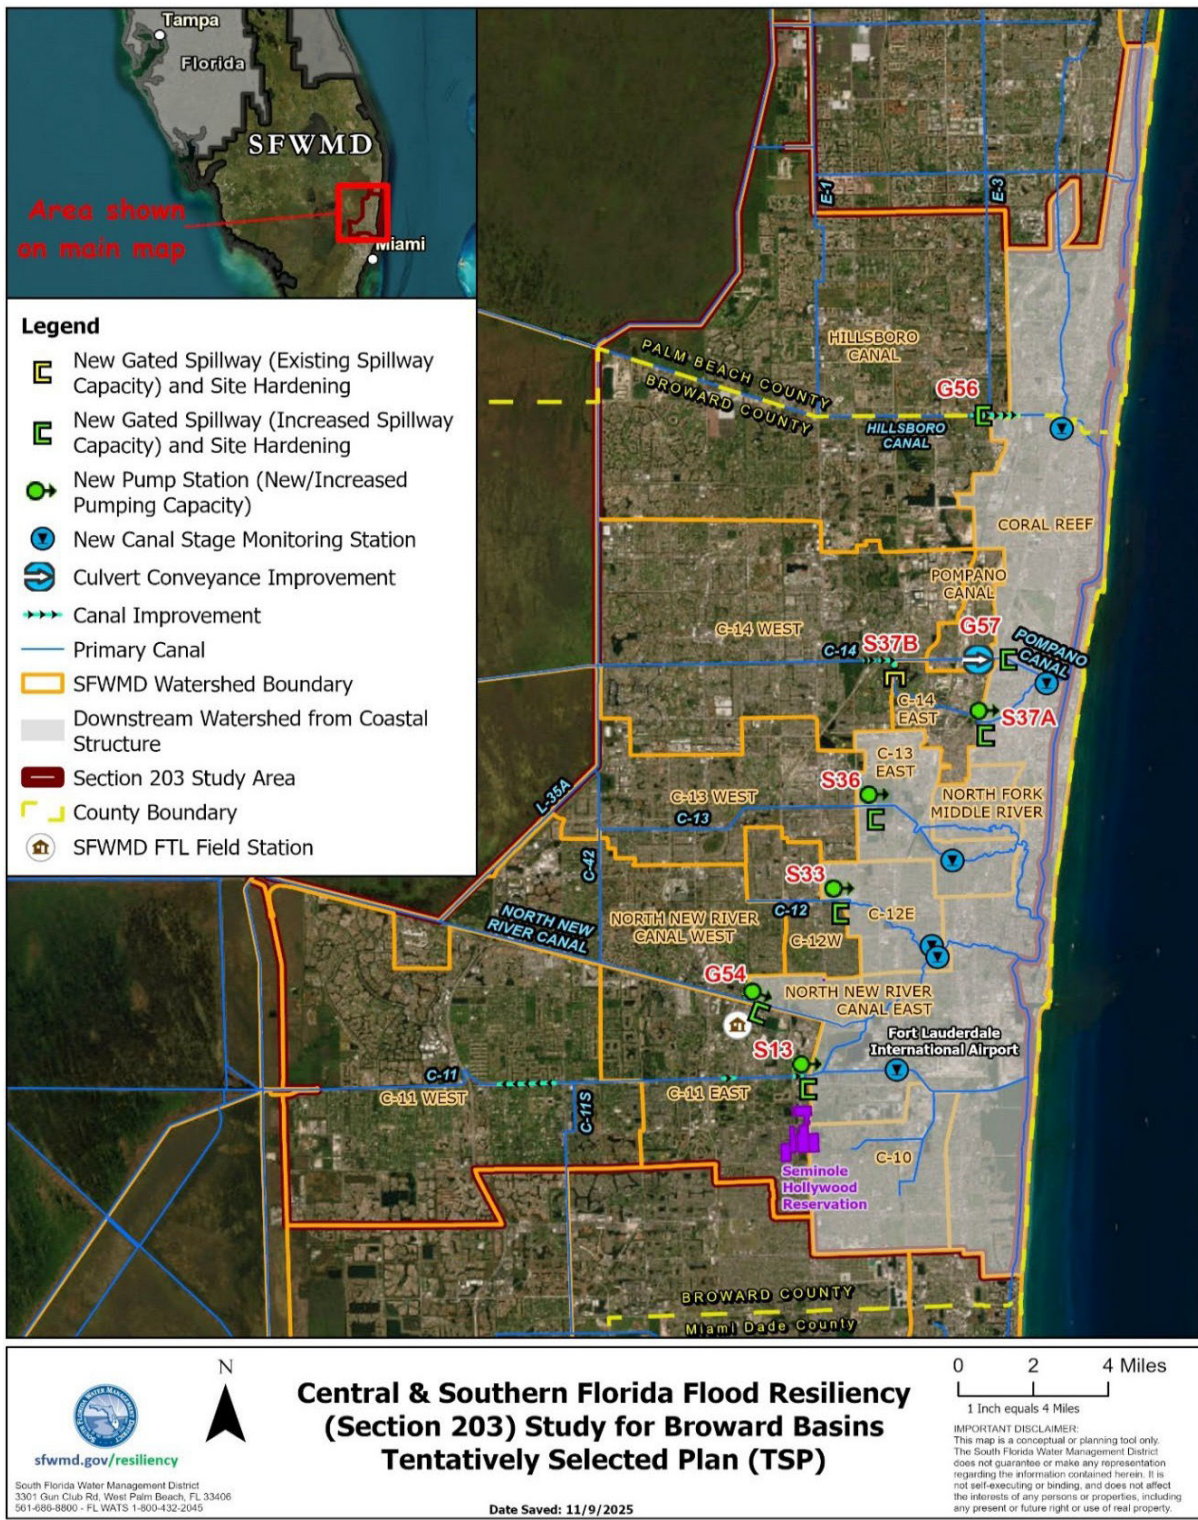 Tampa
Florida
SFWMD
Area shown
on main map
Miami
Legend
New Gated Spillway (Existing Spillway
Capacity) and Site Hardening
New Gated Spillway (Increased Spillway
Capacity) and Site Hardening
New Pump Station (New/Increased
Pumping Capacity)
New Canal Stage Monitoring Station
Culvert Conveyance Improvement
Canal Improvement
Primary Canal
SFWMD Watershed Boundary
Downstream Watershed from Coastal
Structure
Section 203 Study Area
County Boundary
SFWMD FTL Field Station
E-1
E-3
HILLSBORO
CANAL
PALM BEACH COUNTY
BROWARD COUNTY
G56
HILLSBORO
CANAL
CORAL REEF
POMPANO
CANAL
C-14 WEST
C-14
S37B
G57
POMPANO
CANAL
C-14
EAST
S37A
C-13
EAST
S36
L-35A
C-13 WEST
C-13
NORTH FORK
MIDDLE RIVER
C-42
S33
NORTH NEW
RIVER CANAL
NORTH NEW RIVER
CANAL WEST
C-12
C-12E
C-12W
G54
NORTH NEW RIVER
CANAL EAST
Fort Lauderdale
International Airport
S13
C-11
C-11 WEST
C-11S
C-11 EAST
C-10
Seminole
Hollywood
Reservation
BROWARD COUNTY
Miami Dade County
SOUTH FLORIDA WATER MANAGEMENT DISTRICT
sfwmd.gov/resiliency
South Florida Water Management District
3301 Gun Club Rd, West Palm Beach, FL 33406
561-686-8800 - FL WATS 1-800-432-2045
N
Central & Southern Florida Flood Resiliency
(Section 203) Study for Broward Basins
Tentatively Selected Plan (TSP)
Date Saved: 11/9/2025
0 2 4 Miles
1 Inch equals 4 Miles
IMPORTANT DISCLAIMER:
This map is a conceptual or planning tool only.
The South Florida Water Management District
does not guarantee or make any representation
regarding the information contained herein. It is
not self-executing or binding, and does not affect
the interests of any persons or properties, including
any present or future right or use of real property.